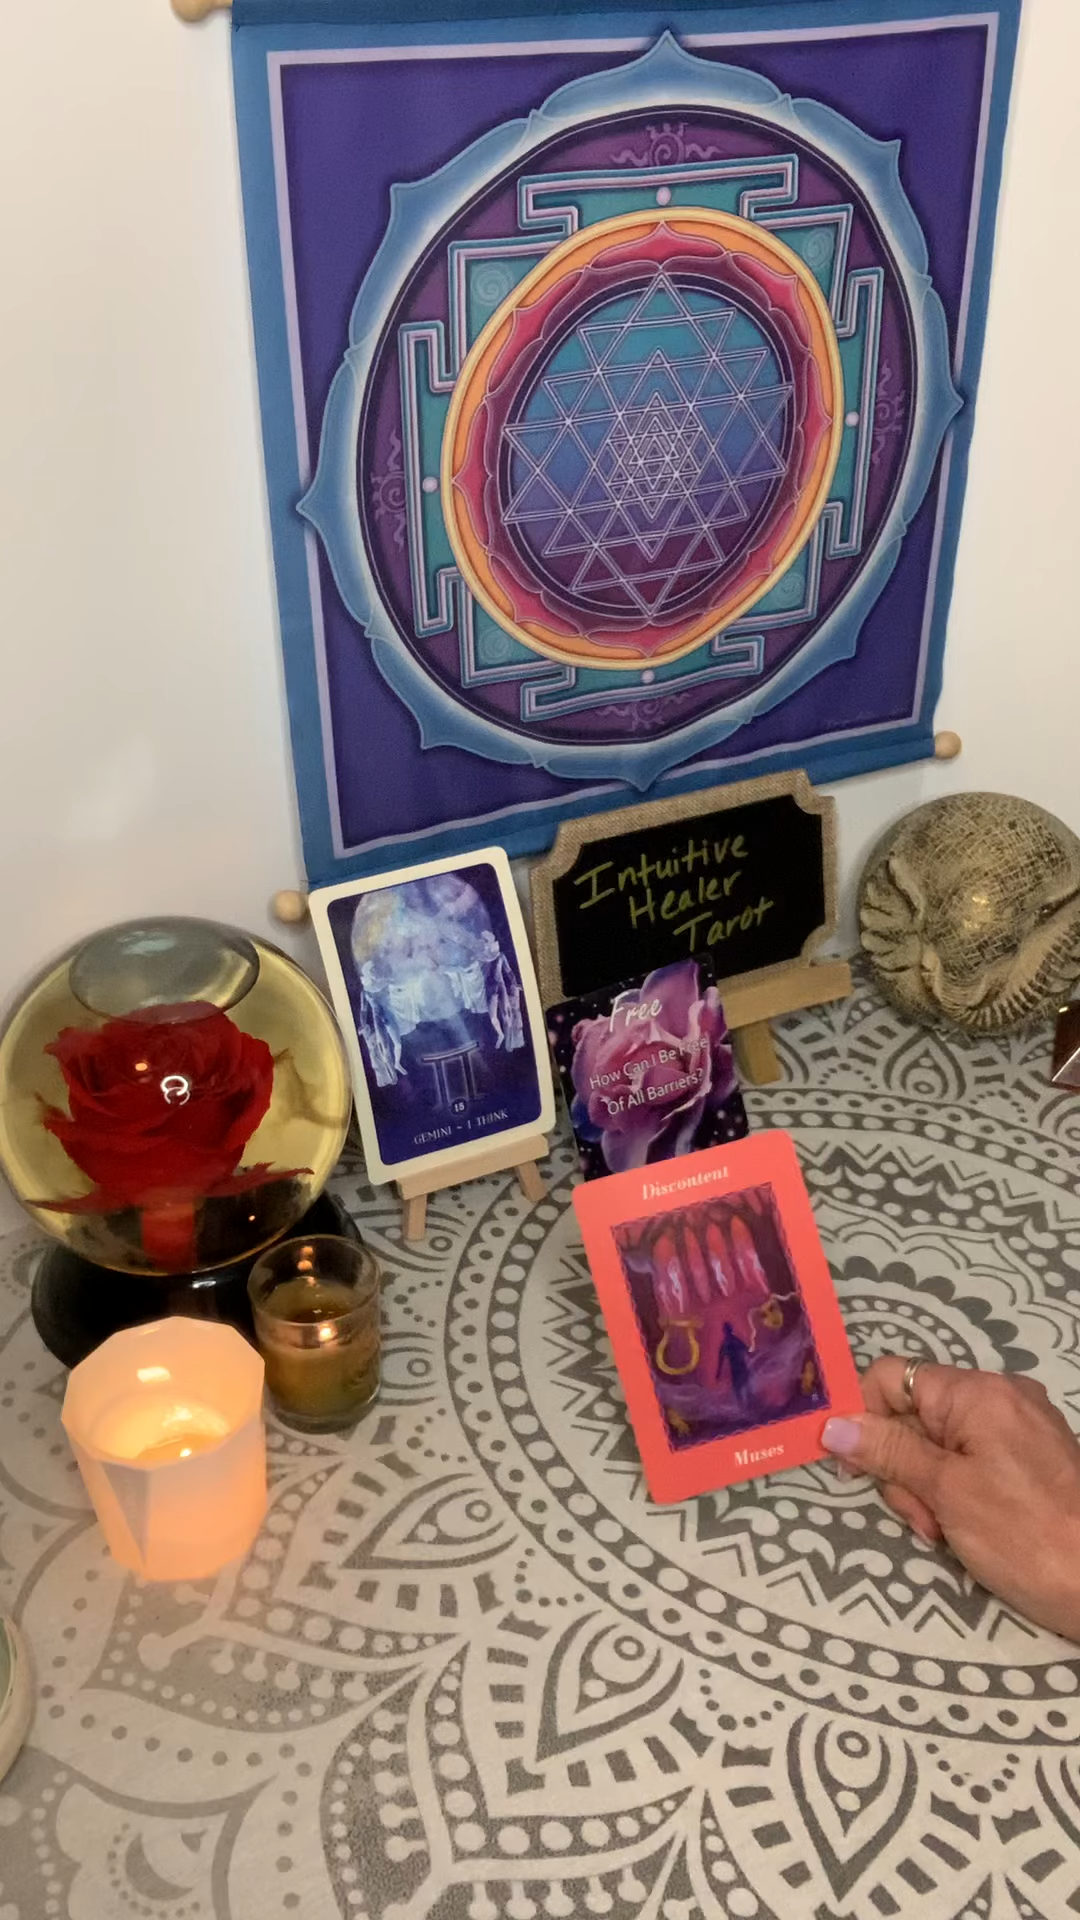 Intuitive
Healer
Tarot
15
GEMINI ~ I THINK
Free
How Can I Be Free
Of All Barriers?
Discontent
Muses